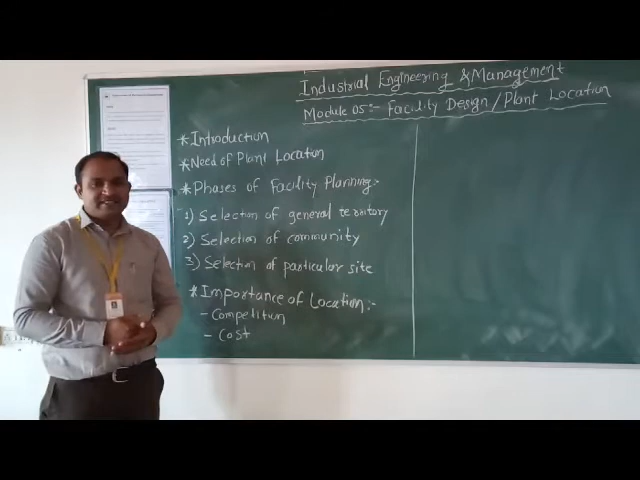 Industrial Engineering & Management
Module 05:- Facility Design / Plant Location
*Introduction
*Need of Plant Location
*Phases of Facility Planning:-
1) Selection of general territory
2) Selection of community
3) Selection of particular site
*Importance of Location:-
- Competition
- Cost